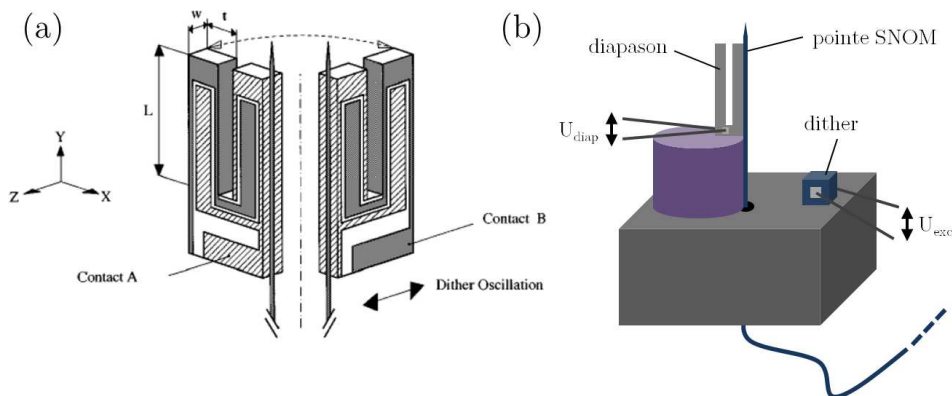 (a)
w
t
L
Y
Z
X
Contact A
Contact B
Dither Oscillation
(b)
diapason
pointe SNOM
U_diap
dither
U_exc